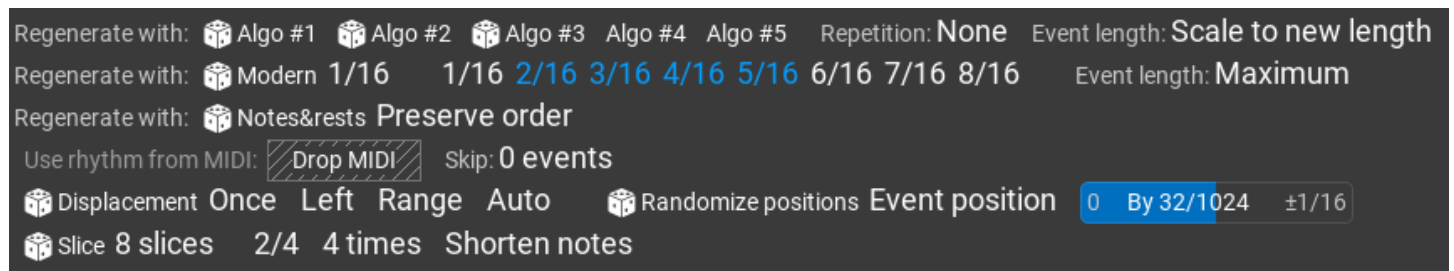 Regenerate with: Algo #1 Algo #2 Algo #3 Algo #4 Algo #5 Repetition: None Event length: Scale to new length
Regenerate with: Modern 1/16 1/16 2/16 3/16 4/16 5/16 6/16 7/16 8/16 Event length: Maximum
Regenerate with: Notes&rests Preserve order
Use rhythm from MIDI: Drop MIDI Skip: 0 events
Displacement Once Left Range Auto Randomize positions Event position 0 By 32/1024 ±1/16
Slice 8 slices 2/4 4 times Shorten notes